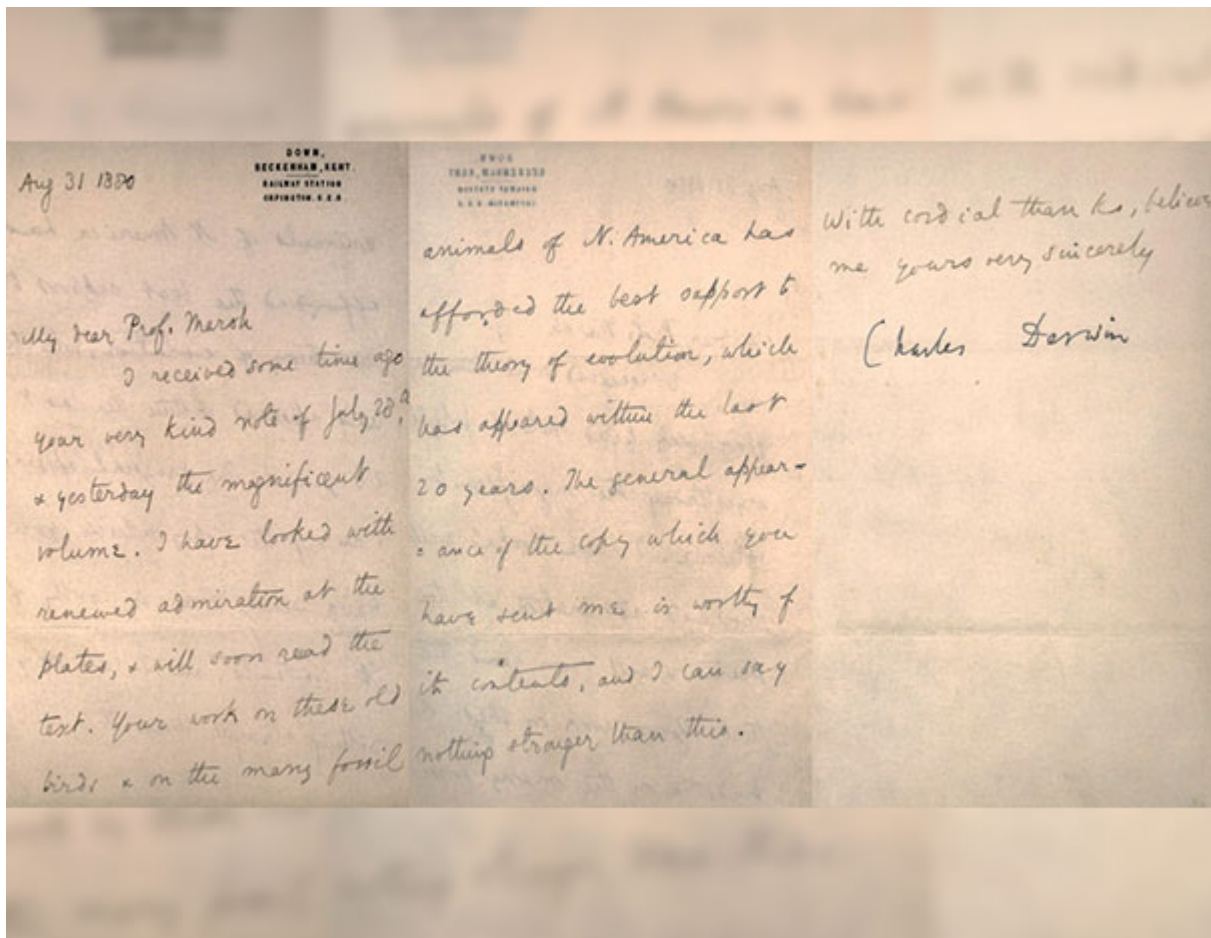 Aug 31 1880
DOWN,
BECKENHAM, KENT.
RAILWAY STATION
ORPINGTON. S.E.R.
My dear Prof. Marsh
I received some time ago
your very kind note of July 28,
& yesterday the magnificent
volume. I have looked with
renewed admiration at the
plates, & will soon read the
text. Your work on these old
birds & on the many fossil
animals of N. America has
afforded the best support to
the theory of evolution, which
has appeared within the last
20 years. The general appear-
=ance of the copy which you
have sent me is worthy of
its contents, and I can say
nothing stronger than this.
With cordial thanks, believe
me yours very sincerely
Charles Darwin